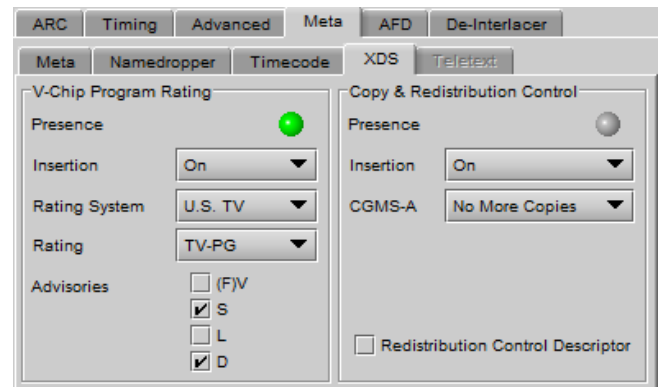 ARC Timing Advanced Meta AFD De-Interlacer
Meta Namedropper Timecode XDS Teletext
V-Chip Program Rating
Presence
Insertion On
Rating System U.S. TV
Rating TV-PG
Advisories (F)V
S
L
D
Copy & Redistribution Control
Presence
Insertion On
CGMS-A No More Copies
Redistribution Control Descriptor